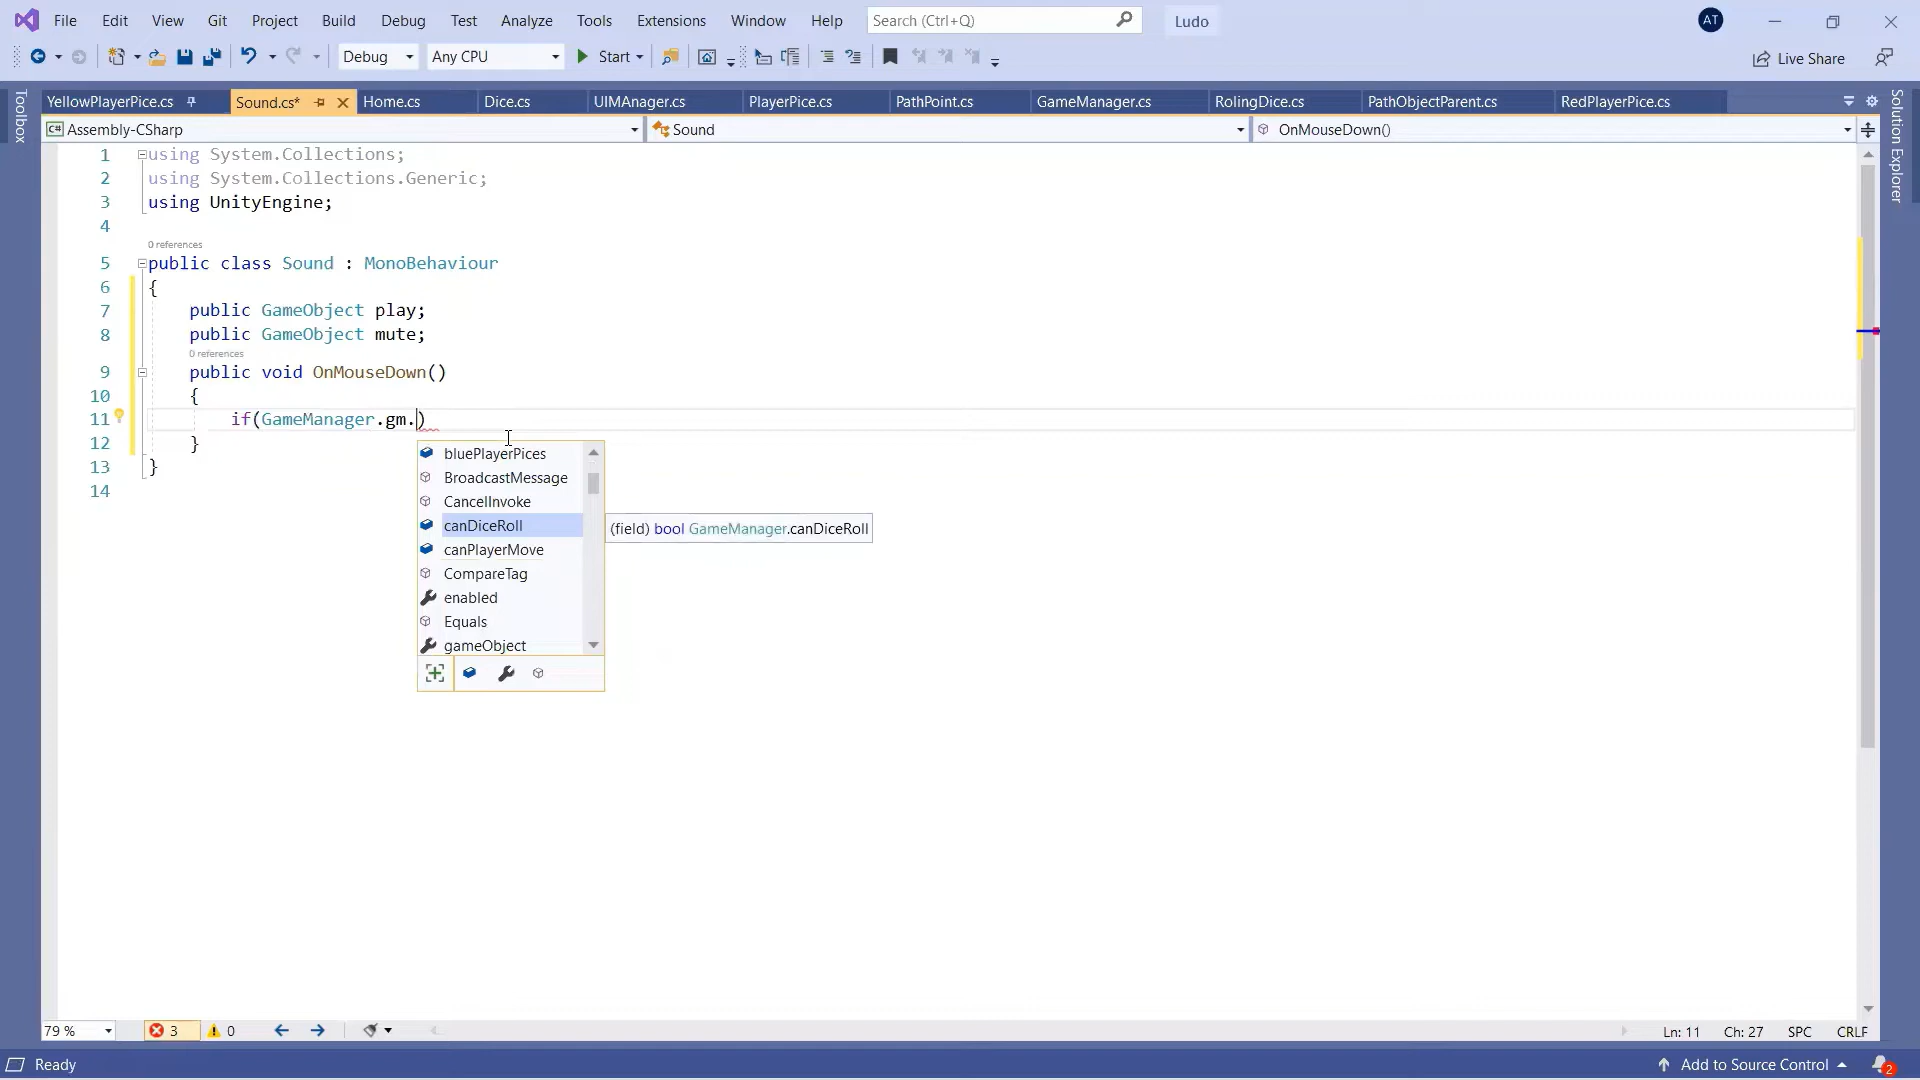 File Edit View Git Project Build Debug Test Analyze Tools Extensions Window Help Search (Ctrl+Q) Ludo AT
Debug Any CPU Start Live Share
Toolbox
YellowPlayerPice.cs Sound.cs* Home.cs Dice.cs UIMAnager.cs PlayerPice.cs PathPoint.cs GameManager.cs RolingDice.cs PathObjectParent.cs RedPlayerPice.cs
Solution Explorer
C# Assembly-CSharp Sound OnMouseDown()
1 using System.Collections;
2 using System.Collections.Generic;
3 using UnityEngine;
4
0 references
5 public class Sound : MonoBehaviour
6 {
7 public GameObject play;
8 public GameObject mute;
0 references
9 public void OnMouseDown()
10 {
11 if(GameManager.gm.)
12 }
13 }
14
bluePlayerPices
BroadcastMessage
CancelInvoke
canDiceRoll
(field) bool GameManager.canDiceRoll
canPlayerMove
CompareTag
enabled
Equals
gameObject
79 % 3 0 Ln: 11 Ch: 27 SPC CRLF
Ready Add to Source Control 2